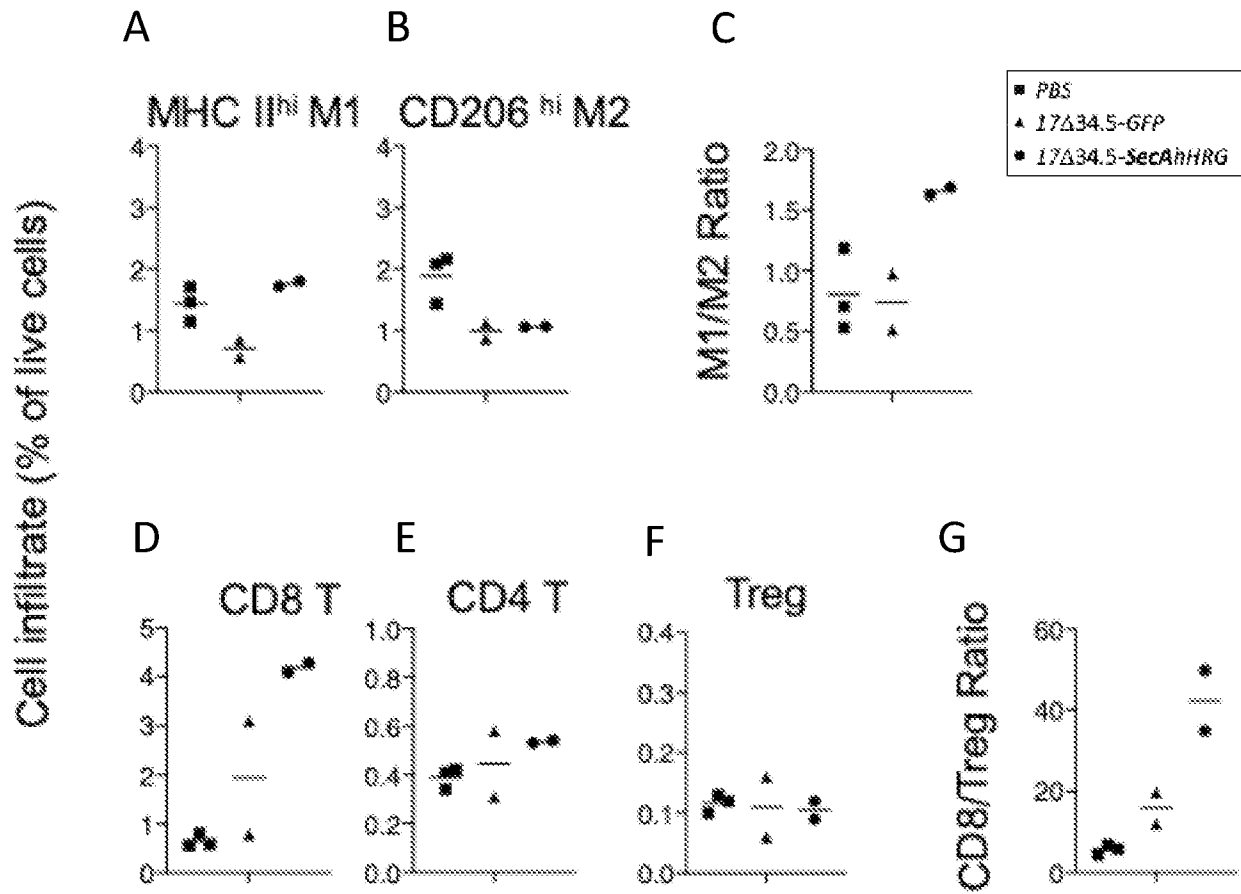 A
B
C
MHC IIhi M1
CD206 hi M2
PBS
17Δ34.5-GFP
17Δ34.5-SecAhHRG
Cell infiltrate (% of live cells)
4
3
2
1
0
4
3
2
1
0
M1/M2 Ratio
2.0
1.5
1.0
0.5
0.0
D
E
F
G
CD8 T
CD4 T
Treg
5
4
3
2
1
0
1.0
0.8
0.6
0.4
0.2
0.0
0.4
0.3
0.2
0.1
0.0
CD8/Treg Ratio
60
40
20
0